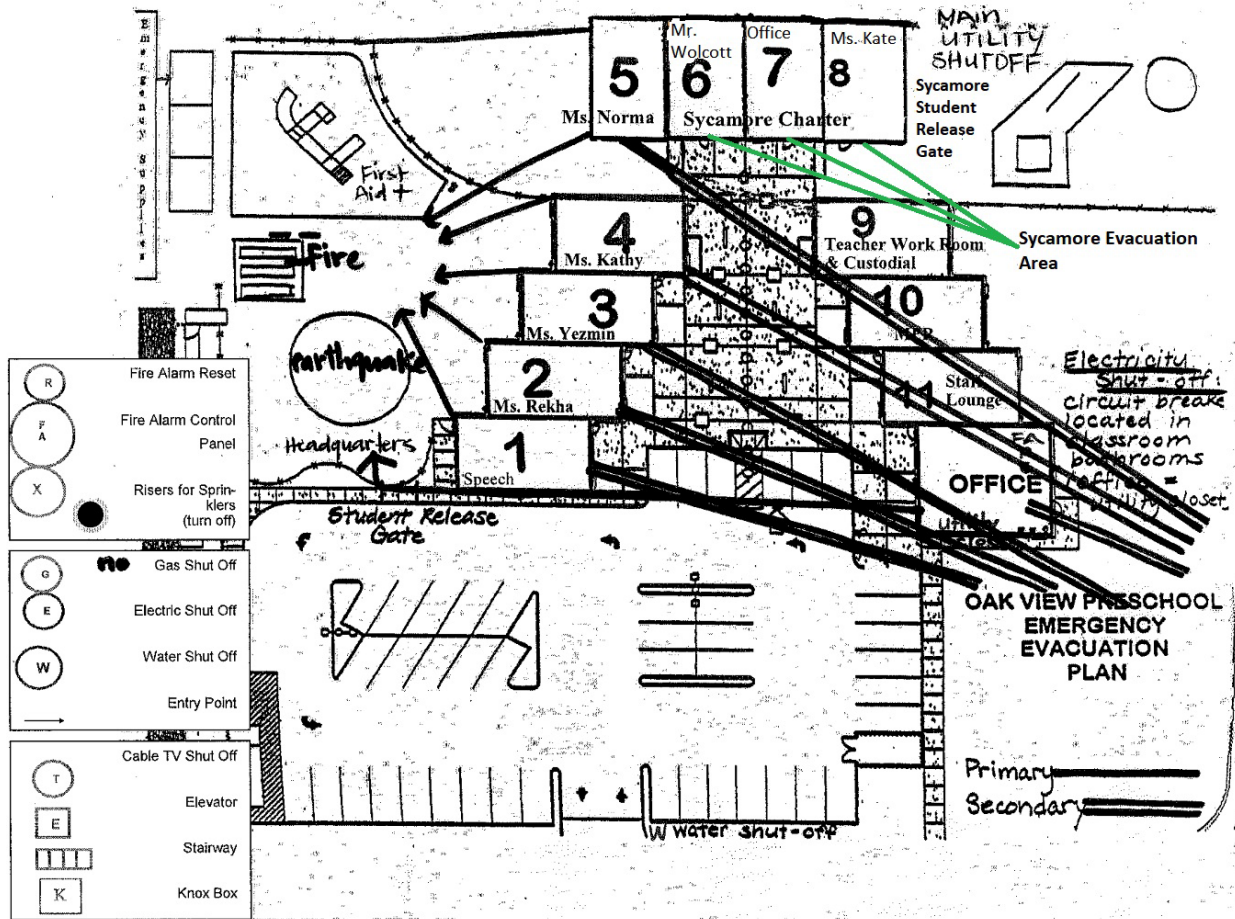 Emergency Supplies
MAIN
UTILITY
SHUTOFF
5
Ms. Norma
Mr.
Wolcott
6
Office
7
Ms. Kate
8
Sycamore Charter
Sycamore
Student
Release
Gate
First
Aid +
4
Ms. Kathy
9
Teacher Work Room
& Custodial
Sycamore Evacuation
Area
Fire
3
Ms. Yezmin
10
earthquake
2
Ms. Rekha
11
Staff
Lounge
Electricity
Shut-off:
circuit breake
located in
classroom
bathrooms
office =
utility closet
Headquarters
1
Speech
EA
OFFICE
utility
Student Release
Gate
OAK VIEW PRESCHOOL
EMERGENCY
EVACUATION
PLAN
Primary
Secondary
W water shut-off
R
Fire Alarm Reset
FA
Fire Alarm Control
Panel
X
Risers for Sprin-
klers
(turn off)
G
no
Gas Shut Off
E
Electric Shut Off
W
Water Shut Off
Entry Point
Cable TV Shut Off
T
Elevator
E
Stairway
K
Knox Box